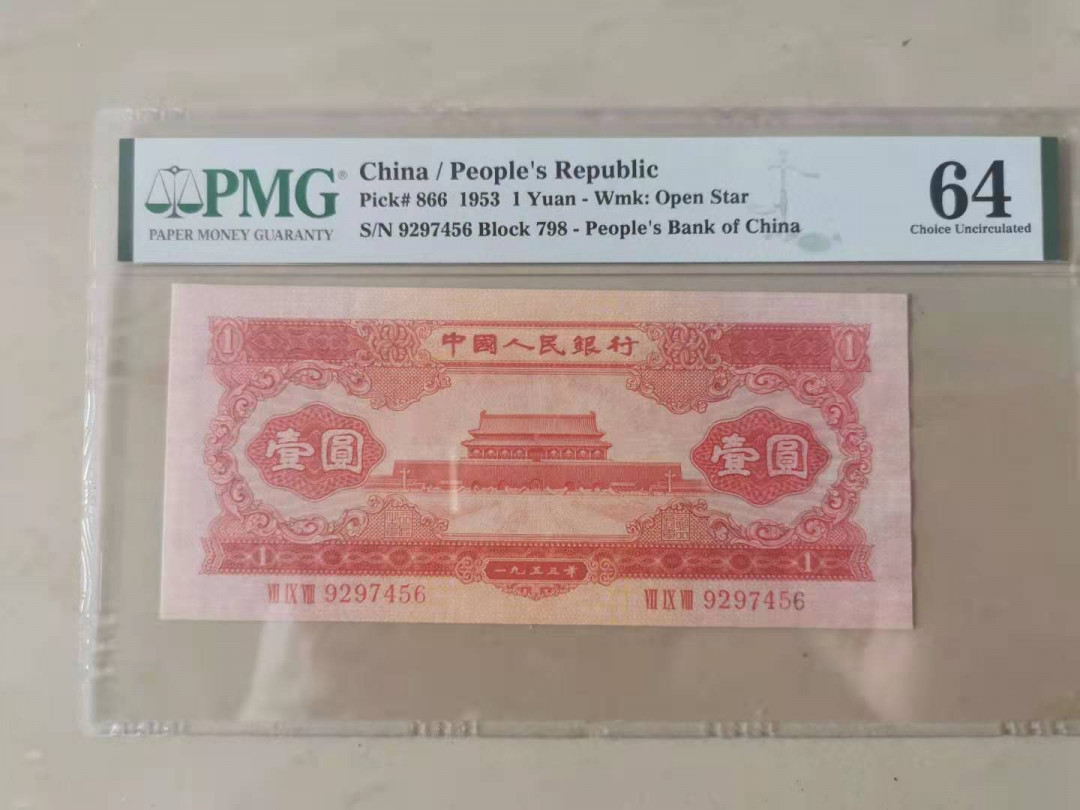 PMG®
PAPER MONEY GUARANTY
China / People's Republic
Pick# 866 1953 1 Yuan - Wmk: Open Star
S/N 9297456 Block 798 - People's Bank of China
64
Choice Uncirculated
1 中國人民銀行 1
壹圓 壹圓
1 一九五三年 1
VII IX VIII 9297456 VII IX VIII 9297456